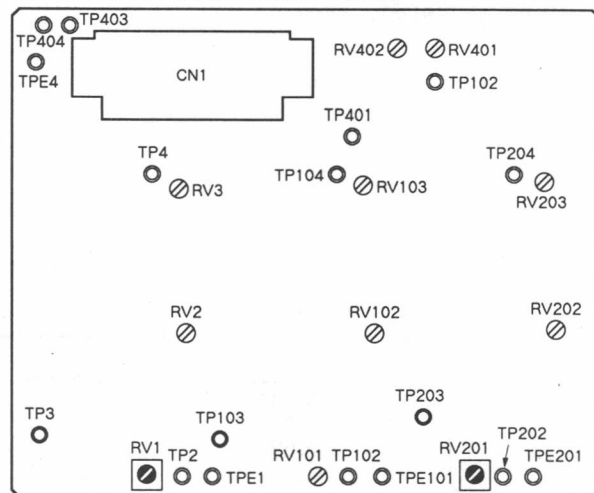 TP403
TP404
RV402
RV401
TPE4
CN1
TP102
TP401
TP4
TP104
TP204
RV3
RV103
RV203
RV2
RV102
RV202
TP3
TP103
TP203
RV1
TP2
TPE1
RV101
TP102
TPE101
RV201
TP202
TPE201